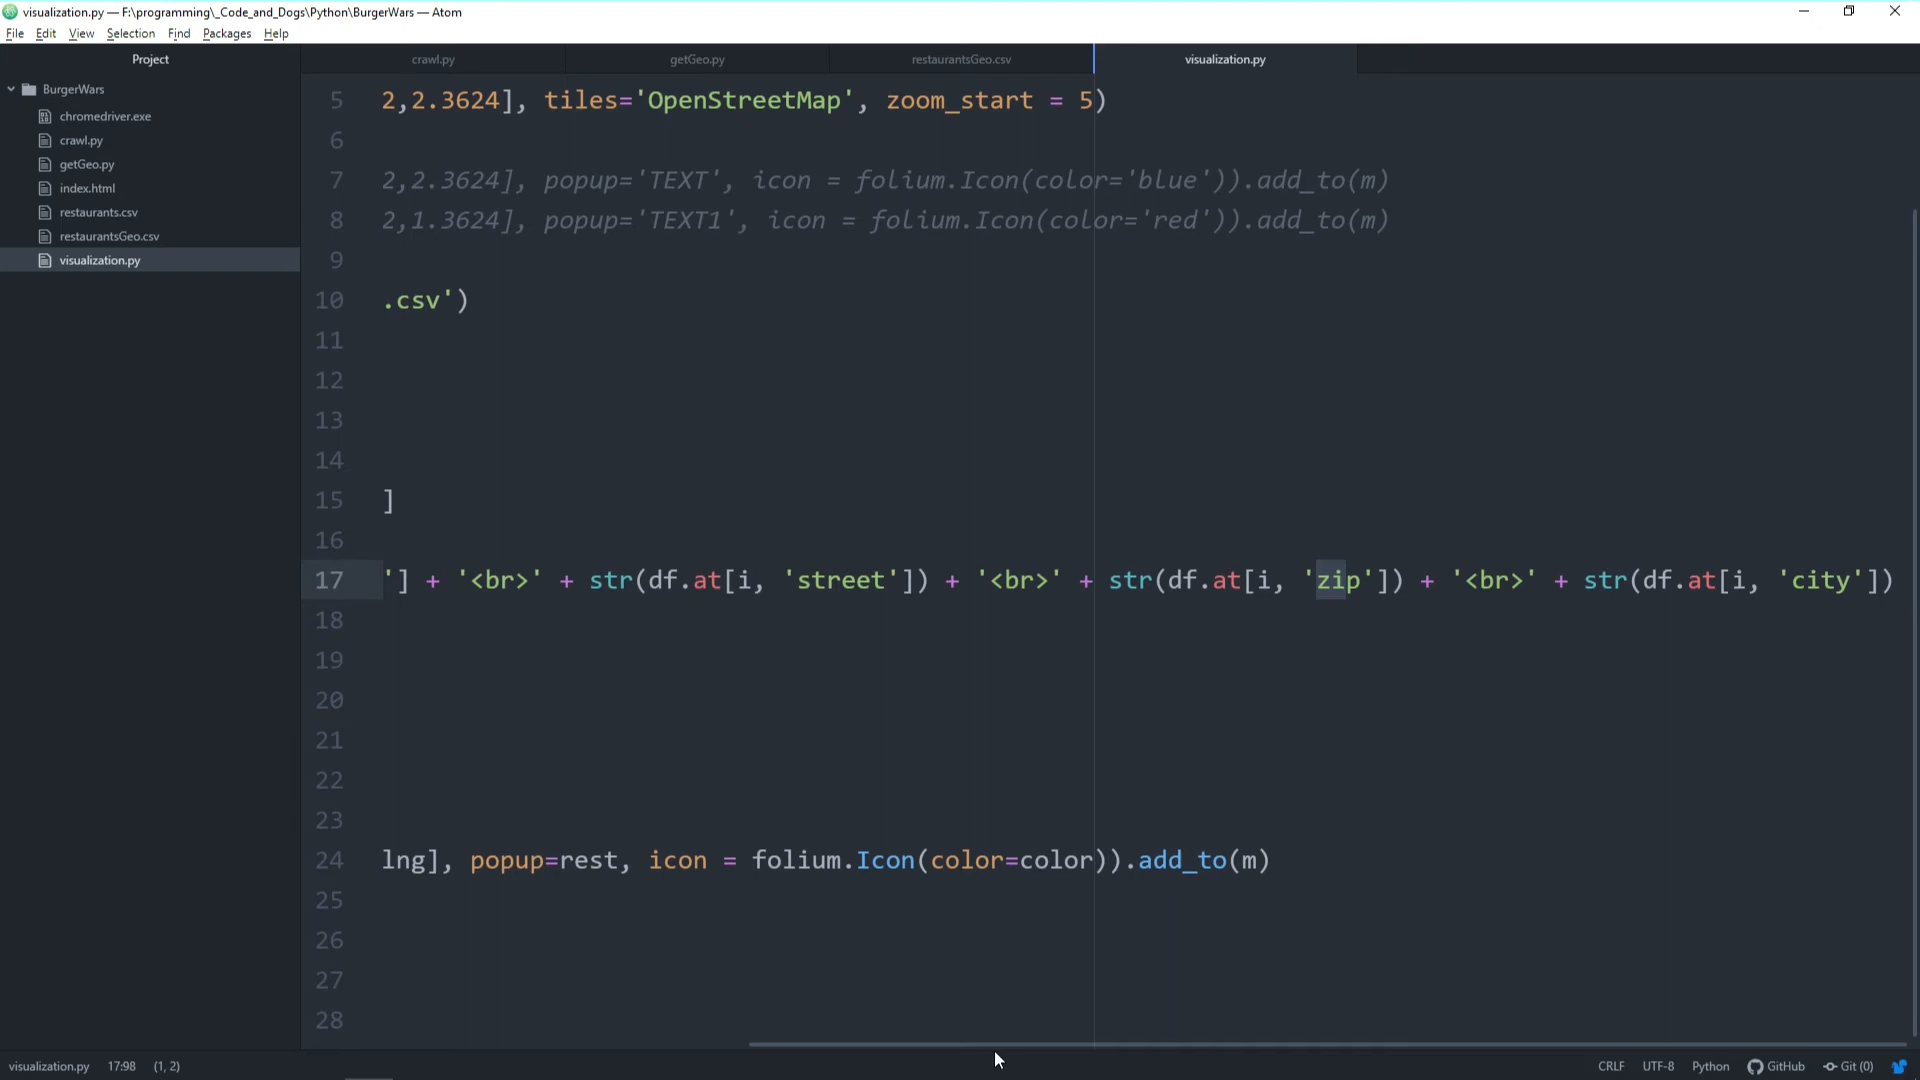 visualization.py — F:\programming\_Code_and_Dogs\Python\BurgerWars — Atom
File Edit View Selection Find Packages Help
Project
BurgerWars
chromedriver.exe
crawl.py
getGeo.py
index.html
restaurants.csv
restaurantsGeo.csv
visualization.py
crawl.py getGeo.py restaurantsGeo.csv visualization.py
5 2,2.3624], tiles='OpenStreetMap', zoom_start = 5)
6
7 2,2.3624], popup='TEXT', icon = folium.Icon(color='blue')).add_to(m)
8 2,1.3624], popup='TEXT1', icon = folium.Icon(color='red')).add_to(m)
9
10 .csv')
11
12
13
14
15 ]
16
17 '] + '<br>' + str(df.at[i, 'street']) + '<br>' + str(df.at[i, 'zip']) + '<br>' + str(df.at[i, 'city'])
18
19
20
21
22
23
24 lng], popup=rest, icon = folium.Icon(color=color)).add_to(m)
25
26
27
28
visualization.py 17:98 (1, 2) CRLF UTF-8 Python GitHub Git (0)